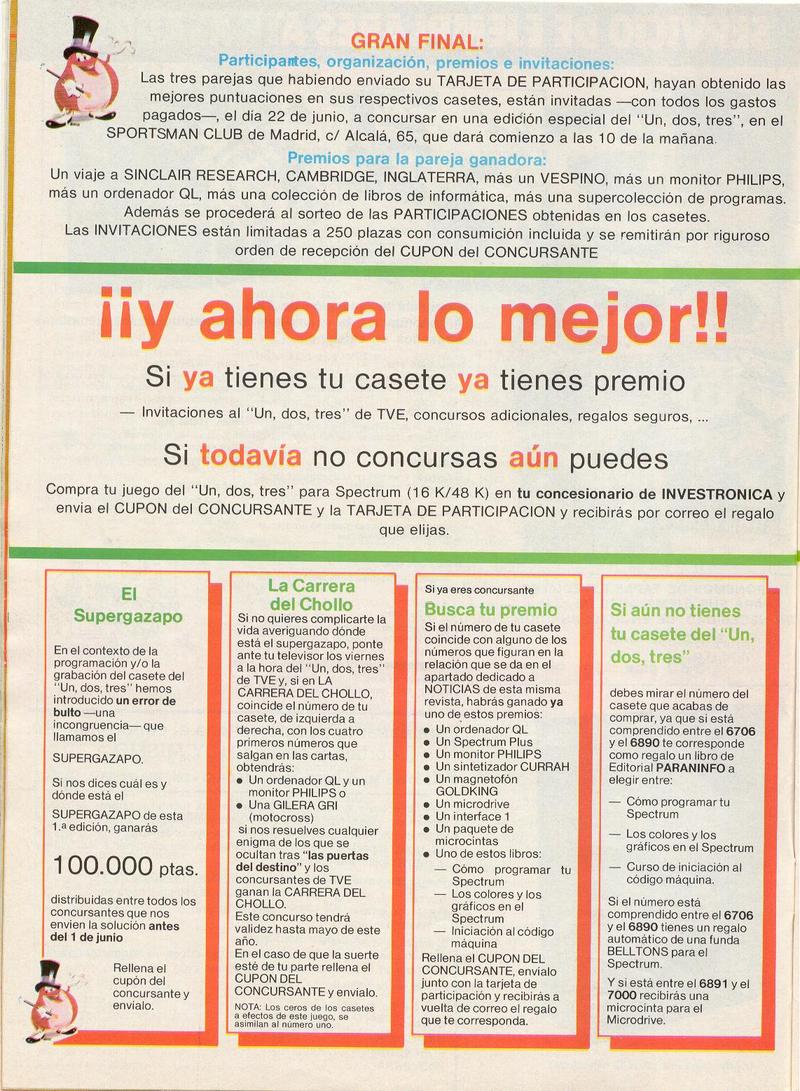 GRAN FINAL:
Participantes, organización, premios e invitaciones:
Las tres parejas que habiendo enviado su TARJETA DE PARTICIPACION, hayan obtenido las
mejores puntuaciones en sus respectivos casetes, están invitadas —con todos los gastos
pagados—, el día 22 de junio, a concursar en una edición especial del "Un, dos, tres", en el
SPORTSMAN CLUB de Madrid, c/ Alcalá, 65, que dará comienzo a las 10 de la mañana.
Premios para la pareja ganadora:
Un viaje a SINCLAIR RESEARCH, CAMBRIDGE, INGLATERRA, más un VESPINO, más un monitor PHILIPS,
más un ordenador QL, más una colección de libros de informática, más una supercolección de programas.
Además se procederá al sorteo de las PARTICIPACIONES obtenidas en los casetes.
Las INVITACIONES están limitadas a 250 plazas con consumición incluida y se remitirán por riguroso
orden de recepción del CUPON del CONCURSANTE
¡¡y ahora lo mejor!!
Si ya tienes tu casete ya tienes premio
— Invitaciones al "Un, dos, tres" de TVE, concursos adicionales, regalos seguros, ...
Si todavía no concursas aún puedes
Compra tu juego del "Un, dos, tres" para Spectrum (16 K/48 K) en tu concesionario de INVESTRONICA y
envia el CUPON del CONCURSANTE y la TARJETA DE PARTICIPACION y recibirás por correo el regalo
que elijas.
El
Supergazapo
En el contexto de la
programación y/o la
grabación del casete del
"Un, dos, tres" hemos
introducido un error de
bulto —una
incongruencia— que
llamamos el
SUPERGAZAPO.
Si nos dices cuál es y
dónde está el
SUPERGAZAPO de esta
1.ª edición, ganarás
100.000 ptas.
distribuidas entre todos los
concursantes que nos
envien la solución antes
del 1 de junio
Rellena el
cupón del
concursante y
envialo.
La Carrera
del Chollo
Si no quieres complicarte la
vida averiguando dónde
está el supergazapo, ponte
ante tu televisor los viernes
a la hora del "Un, dos, tres"
de TVE y, si en LA
CARRERA DEL CHOLLO,
coincide el número de tu
casete, de izquierda a
derecha, con los cuatro
primeros números que
salgan en las cartas,
obtendrás:
● Un ordenador QL y un
monitor PHILIPS o
● Una GILERA GRI
(motocross)
si nos resuelves cualquier
enigma de los que se
ocultan tras "las puertas
del destino" y los
concursantes de TVE
ganan la CARRERA DEL
CHOLLO.
Este concurso tendrá
validez hasta mayo de este
año.
En el caso de que la suerte
esté de tu parte rellena el
CUPON DEL
CONCURSANTE y envialo.
NOTA: Los ceros de los casetes
a efectos de este juego, se
asimilan al número uno.
Si ya eres concursante
Busca tu premio
Si el número de tu casete
coincide con alguno de los
números que figuran en la
relación que se da en el
apartado dedicado a
NOTICIAS de esta misma
revista, habrás ganado ya
uno de estos premios:
● Un ordenador QL
● Un Spectrum Plus
● Un monitor PHILIPS
● Un sintetizador CURRAH
● Un magnetofón
GOLDKING
● Un microdrive
● Un interface 1
● Un paquete de
microcintas
● Uno de estos libros:
— Cómo programar tu
Spectrum
— Los colores y los
gráficos en el
Spectrum
— Iniciación al código
máquina
Rellena el CUPON DEL
CONCURSANTE, envialo
junto con la tarjeta de
participación y recibirás a
vuelta de correo el regalo
que te corresponda.
Si aún no tienes
tu casete del "Un,
dos, tres"
debes mirar el número del
casete que acabas de
comprar, ya que si está
comprendido entre el 6706
y el 6890 te corresponde
como regalo un libro de
Editorial PARANINFO a
elegir entre:
— Cómo programar tu
Spectrum
— Los colores y los
gráficos en el Spectrum
— Curso de iniciación al
código máquina.
Si el número está
comprendido entre el 6706
y el 6890 tienes un regalo
automático de una funda
BELLTONS para el
Spectrum.
Y si está entre el 6891 y el
7000 recibirás una
microcinta para el
Microdrive.